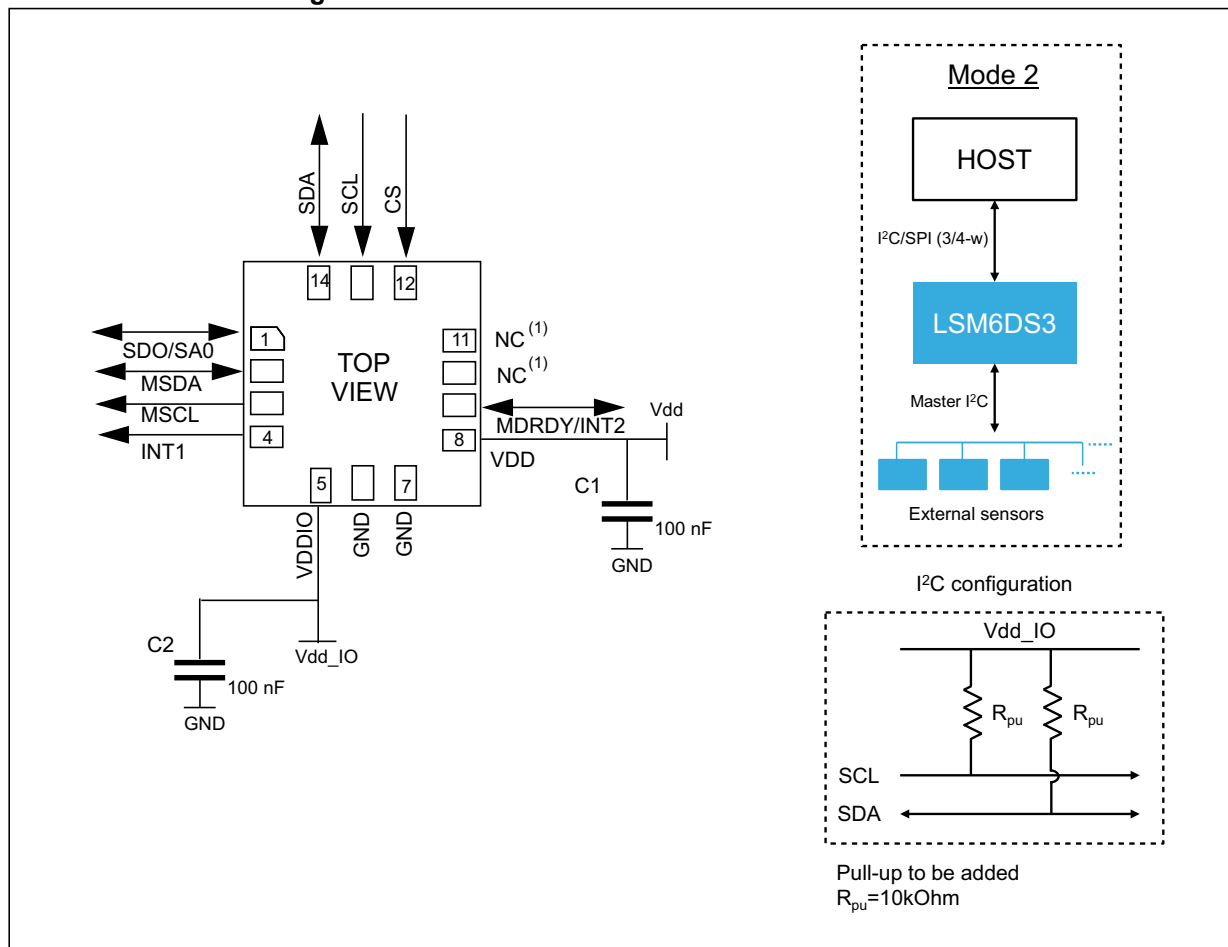 SDA
SCL
CS
14
12
1
11
NC(1)
SDO/SA0
TOP
VIEW
NC(1)
MSDA
MSCL
MDRDY/INT2
Vdd
4
8
INT1
VDD
5
7
C1
100 nF
GND
VDDIO
GND
GND
C2
100 nF
GND
Vdd_IO
Mode 2
HOST
I²C/SPI (3/4-w)
LSM6DS3
Master I²C
External sensors
I²C configuration
Vdd_IO
Rpu
Rpu
SCL
SDA
Pull-up to be added
Rpu=10kOhm